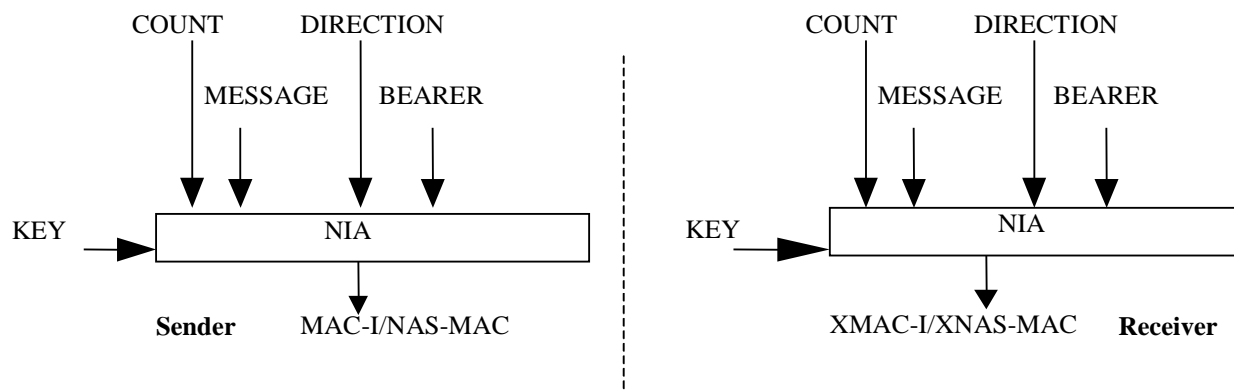 COUNT DIRECTION
MESSAGE BEARER
KEY NIA
Sender MAC-I/NAS-MAC
COUNT DIRECTION
MESSAGE BEARER
KEY NIA
XMAC-I/XNAS-MAC Receiver